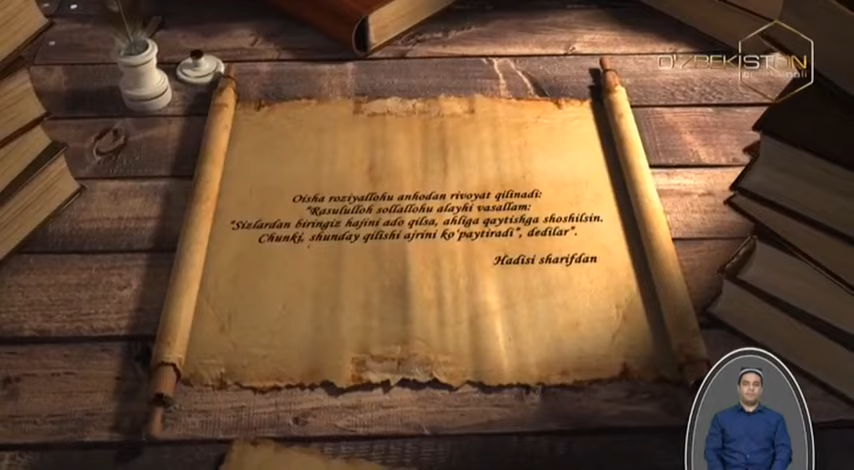 O'ZBEKISTON
Oisha roziyallohu anhodan rivoyat qilinadi:
"Rasululloh sollallohu alayhi vasallam:
"Sizlardan biringiz hajini ado qilsa, ahliga qaytishga shoshilsin.
Chunki, shunday qilishi ajrini ko'paytiradi", dedilar".
Hadisi sharifdan